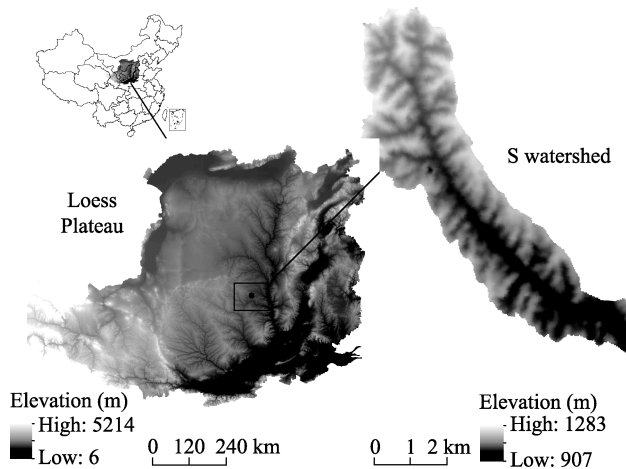 Loess
Plateau
S watershed
Elevation (m)
High: 5214
Low: 6
0 120 240 km
0 1 2 km
Elevation (m)
High: 1283
Low: 907